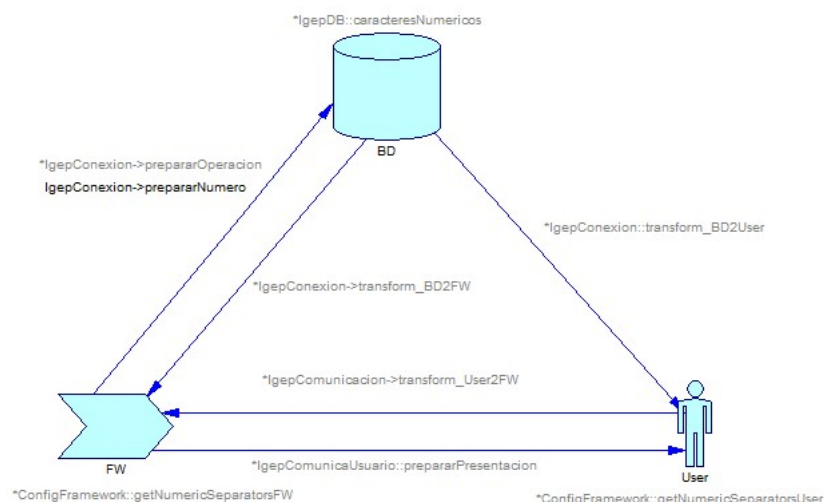 *IgepDB::caracteresNumericos
BD
*IgepConexion->prepararOperacion
IgepConexion->prepararNumero
*IgepConexion::transform_BD2User
*IgepConexion->transform_BD2FW
*IgepComunicacion->transform_User2FW
*IgepComunicaUsuario::prepararPresentacion
FW
User
*ConfigFramework::getNumericSeparatorsFW
*ConfigFramework::getNumericSeparatorsUser